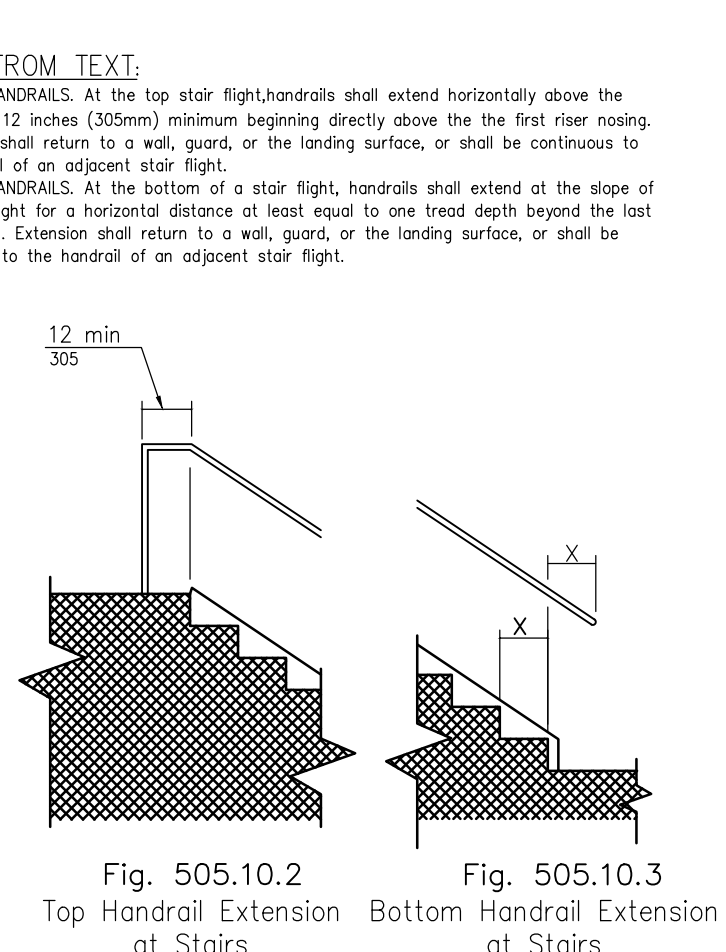 FROM TEXT:
ANDRAILS. At the top stair flight,handrails shall extend horizontally above the
12 inches (305mm) minimum beginning directly above the the first riser nosing.
shall return to a wall, guard, or the landing surface, or shall be continuous to
l of an adjacent stair flight.
ANDRAILS. At the bottom of a stair flight, handrails shall extend at the slope of
ght for a horizontal distance at least equal to one tread depth beyond the last
. Extension shall return to a wall, guard, or the landing surface, or shall be
to the handrail of an adjacent stair flight.
12 min
305
X
X
Fig. 505.10.2
Top Handrail Extension
at Stairs
Fig. 505.10.3
Bottom Handrail Extension
at Stairs